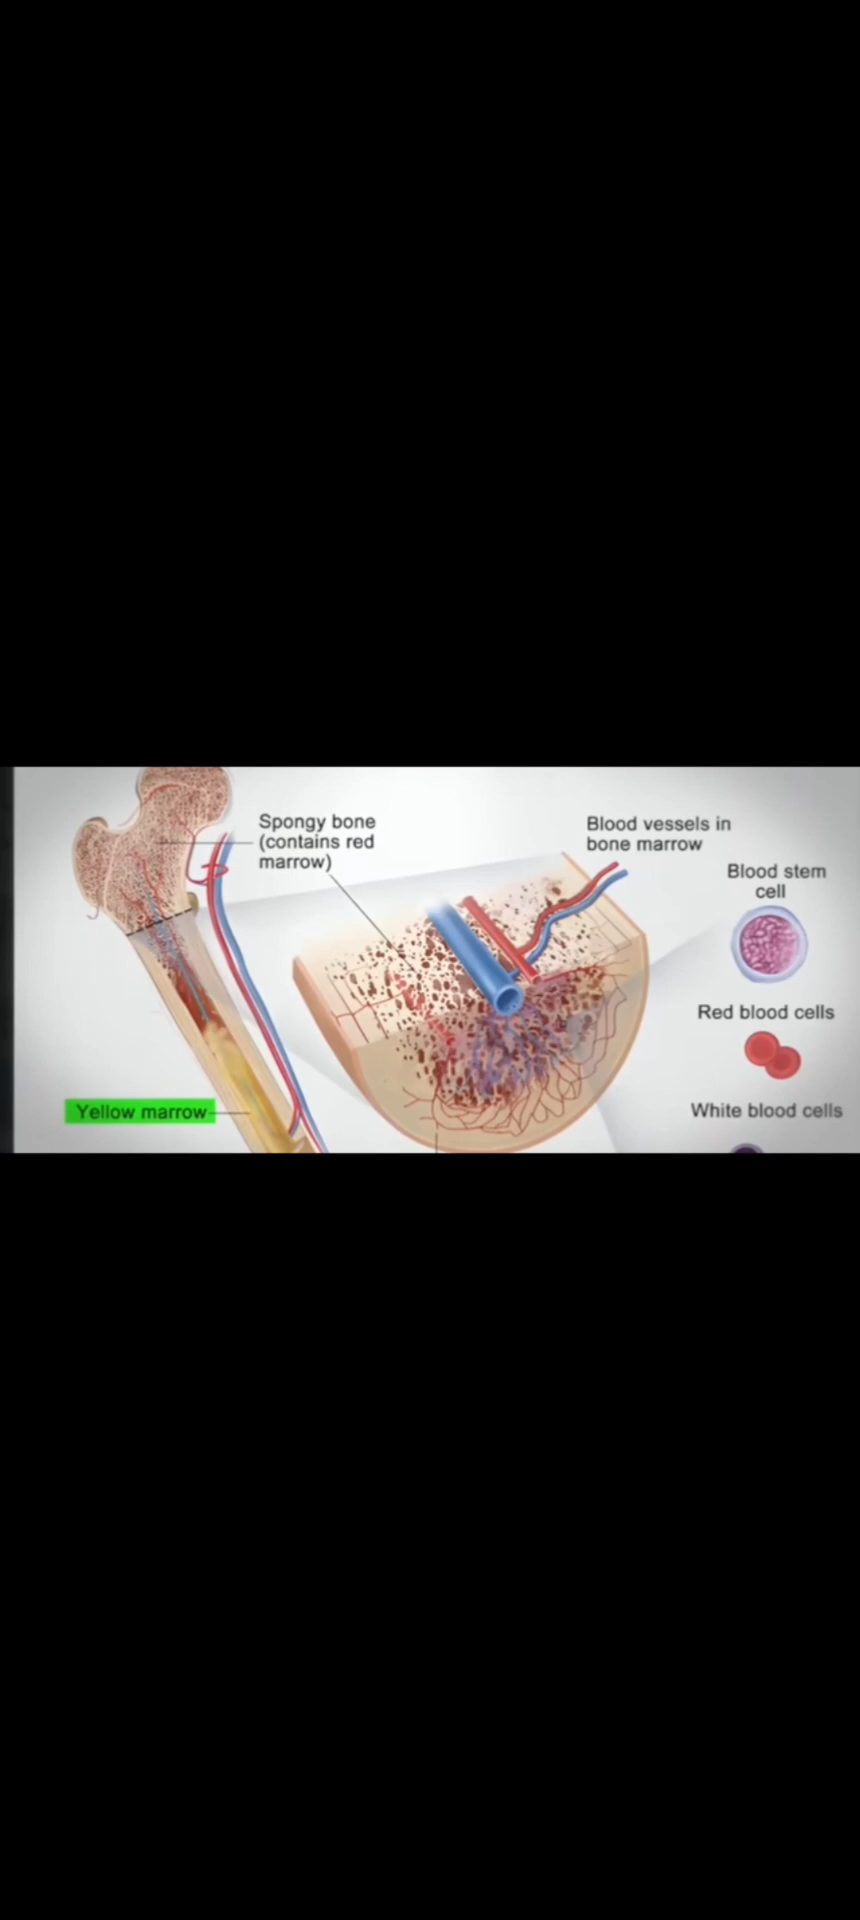 Spongy bone
(contains red
marrow)
Blood vessels in
bone marrow
Blood stem
cell
Red blood cells
White blood cells
Yellow marrow